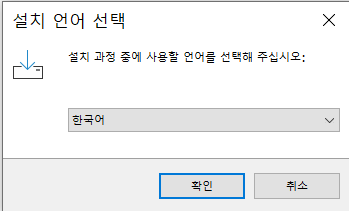 설치 언어 선택
설치 과정 중에 사용할 언어를 선택해 주십시오:
한국어
확인
취소